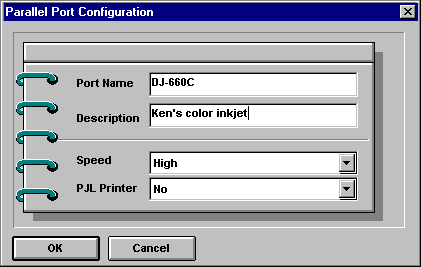 Parallel Port Configuration
Port Name DJ-660C
Description Ken's color inkjet
Speed High
PJL Printer No
OK Cancel